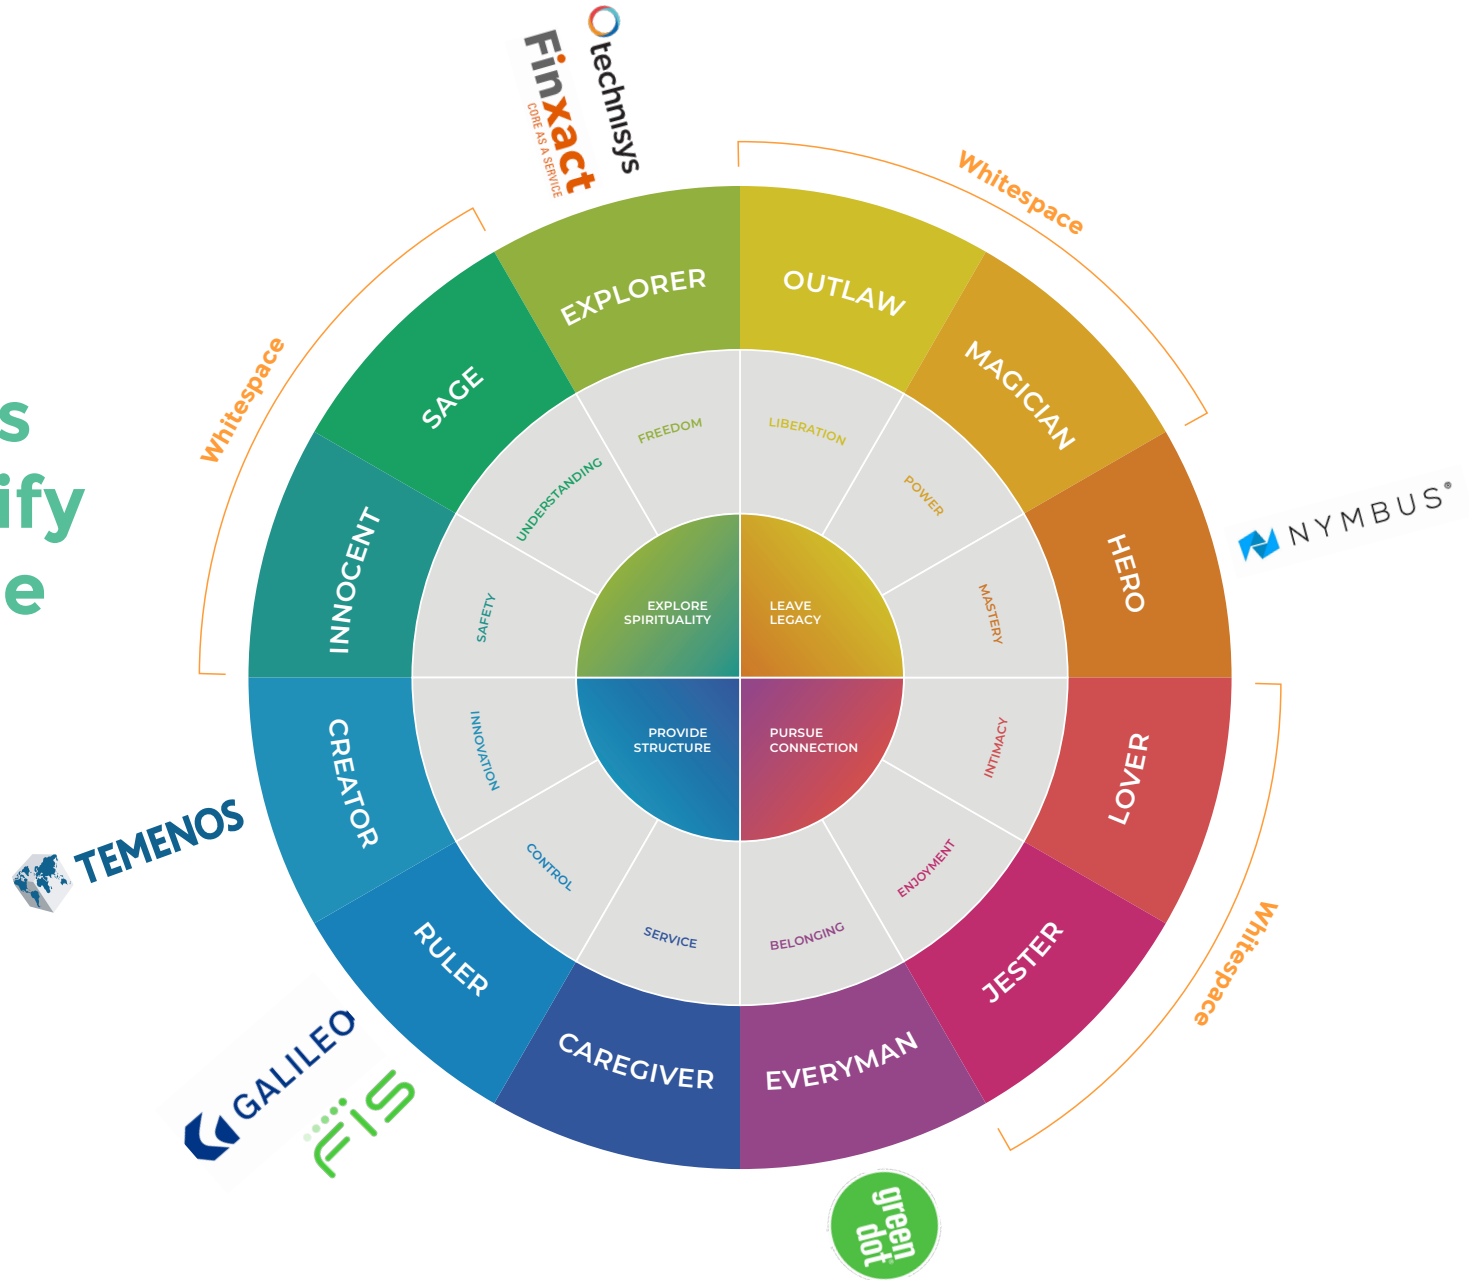 s
ify
e
Finxact
CORE AS A SERVICE
technisys
Whitespace
Whitespace
Whitespace
EXPLORER
OUTLAW
MAGICIAN
HERO
LOVER
JESTER
EVERYMAN
CAREGIVER
RULER
CREATOR
INNOCENT
SAGE
FREEDOM
LIBERATION
POWER
MASTERY
INTIMACY
ENJOYMENT
BELONGING
SERVICE
CONTROL
INNOVATION
SAFETY
UNDERSTANDING
EXPLORE
SPIRITUALITY
LEAVE
LEGACY
PROVIDE
STRUCTURE
PURSUE
CONNECTION
NYMBUS®
TEMENOS
GALILEO
FIS
green
dot